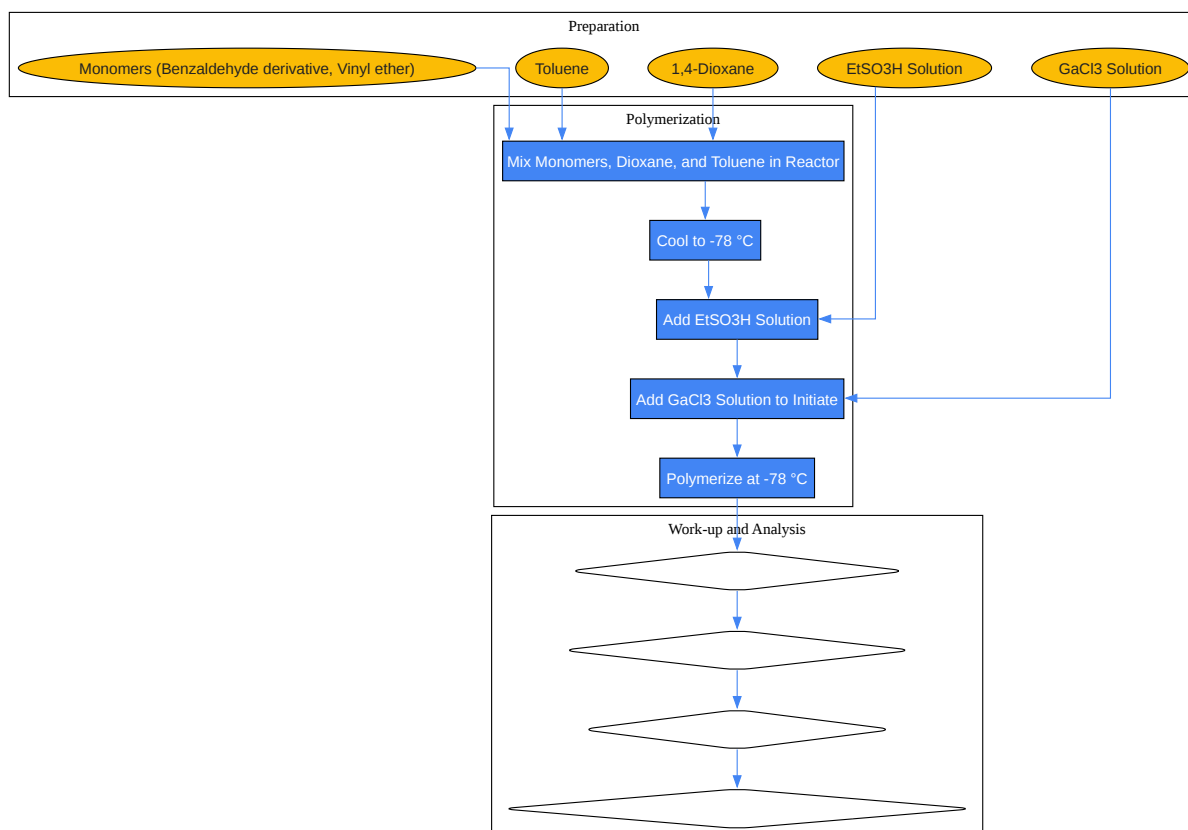 Preparation
Monomers (Benzaldehyde derivative, Vinyl ether)
Toluene
1,4-Dioxane
EtSO3H Solution
GaCl3 Solution
Polymerization
Mix Monomers, Dioxane, and Toluene in Reactor
Cool to -78 °C
Add EtSO3H Solution
Add GaCl3 Solution to Initiate
Polymerize at -78 °C
Work-up and Analysis